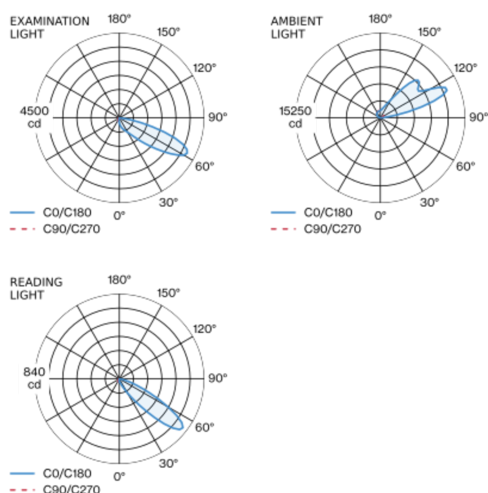 EXAMINATION
LIGHT
180°
150°
120°
4500
cd
90°
60°
30°
0°
C0/C180
C90/C270
AMBIENT
LIGHT
180°
150°
120°
15250
cd
90°
60°
30°
0°
C0/C180
C90/C270
READING
LIGHT
180°
150°
120°
840
cd
90°
60°
30°
0°
C0/C180
C90/C270